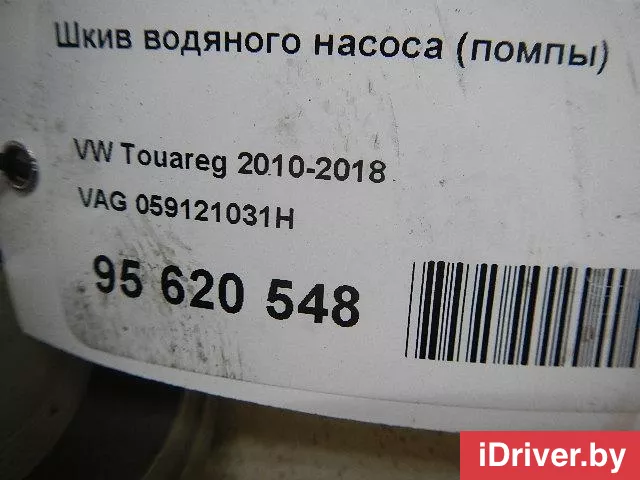 Шкив водяного насоса (помпы)
VW Touareg 2010-2018
VAG 059121031H
95 620 548
iDriver.by